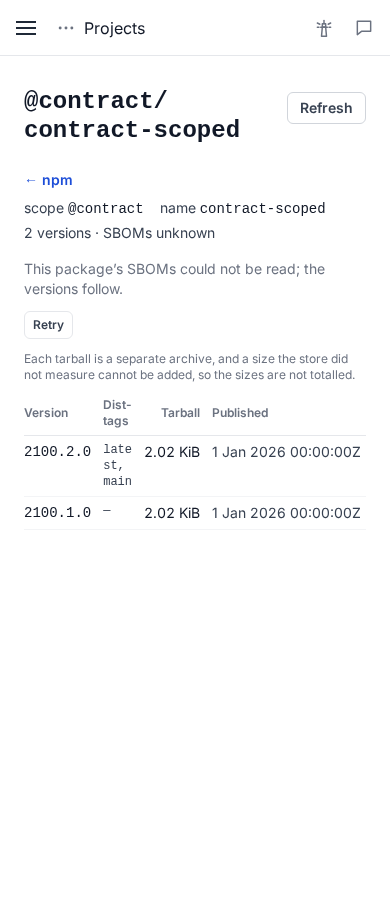 Projects
@contract/
contract-scoped
Refresh
← npm
scope @contract name contract-scoped
2 versions · SBOMs unknown
This package’s SBOMs could not be read; the
versions follow.
Retry
Each tarball is a separate archive, and a size the store did
not measure cannot be added, so the sizes are not totalled.
Version Dist-tags Tarball Published
2100.2.0 latest, main 2.02 KiB 1 Jan 2026 00:00:00Z
2100.1.0 — 2.02 KiB 1 Jan 2026 00:00:00Z